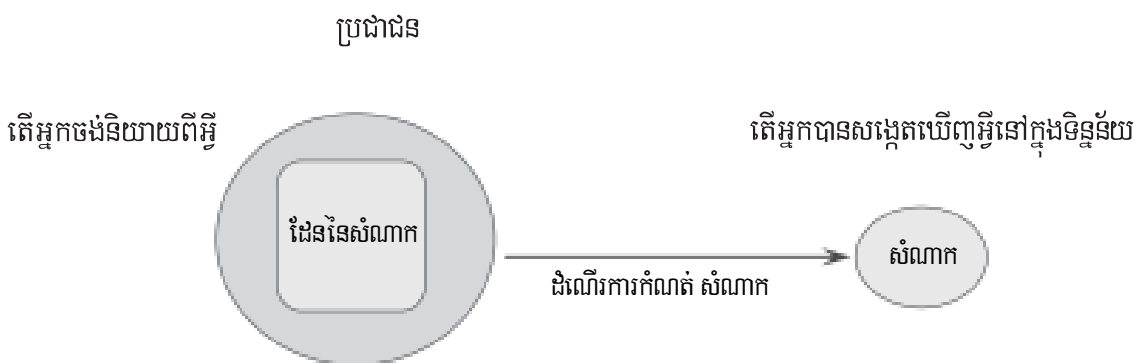 ប្រជាជន
តើអ្នកចង់និយាយពីអ្វី
តើអ្នកបានសង្កេតឃើញអ្វីនៅក្នុងទិន្នន័យ
ដែននៃសំណាក
សំណាក
ដំណើរការកំណត់ សំណាក